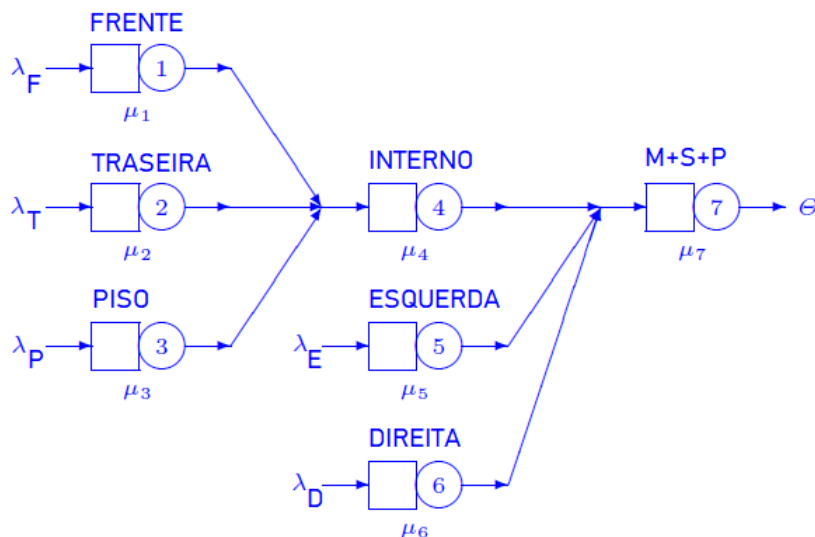 FRENTE
λF
1
μ1
TRASEIRA
INTERNO
M+S+P
λT
2
4
7
Θ
μ2
μ4
μ7
PISO
ESQUERDA
λP
3
λE
5
μ3
μ5
DIREITA
λD
6
μ6